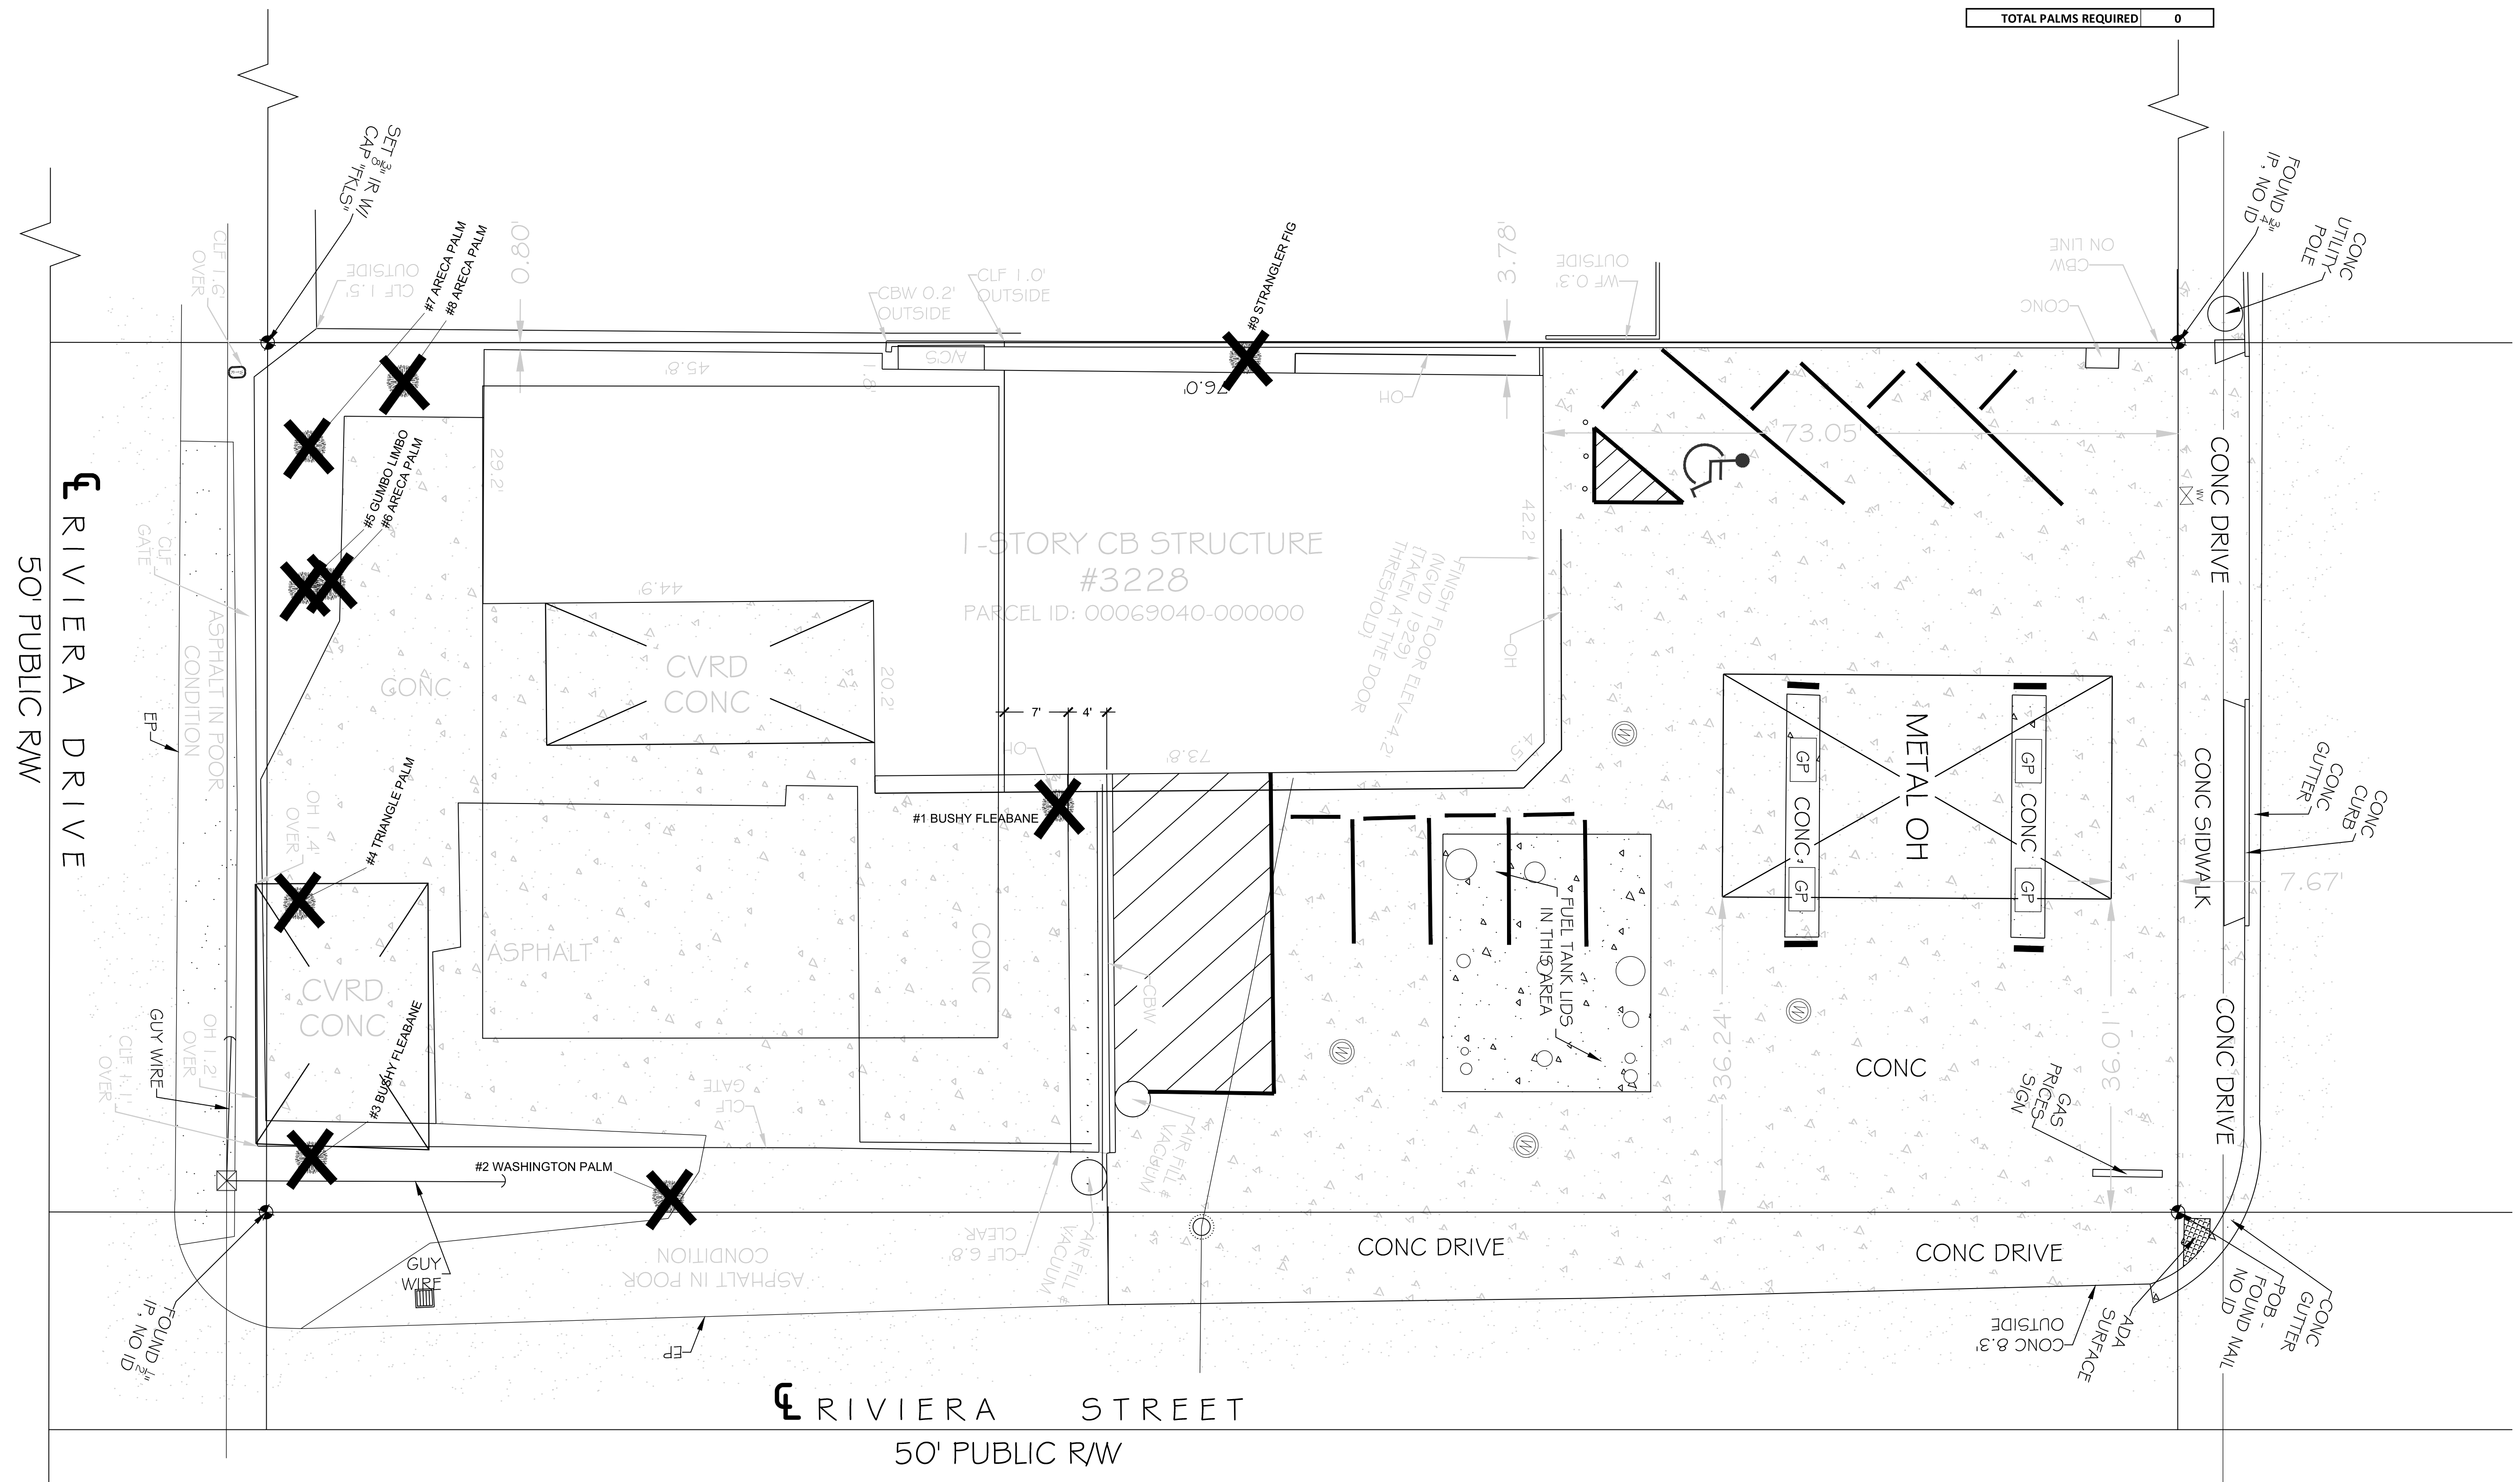 TOTAL PALMS REQUIRED 0
SET 3/8" IR W/
CAP "FKLS"
FOUND 3/4"
IP, NO ID
CONC
UTILITY
POLE
CLF 1.6'
OVER
CLF 1.5'
OUTSIDE
#7 ARECA PALM
#8 ARECA PALM
0.80'
CBW 0.2'
OUTSIDE
CLF 1.0'
OUTSIDE
#9 STRANGLER FIG
3.78'
WF 0.3'
OUTSIDE
CBW
ON LINE
CONC
A/CS
45.8'
1.8'
76.0'
OH
73.05'
CONC DRIVE
WV
#5 GUMBO LIMBO
#6 ARECA PALM
29.2'
CLF
GATE
1-STORY CB STRUCTURE
#3228
PARCEL ID: 00069040-000000
42.2'
FINISH FLOOR ELEV=4.2'
(NGVD 1929)
(TAKEN AT THE DOOR
THRESHOLD)
OH
44.9'
CVRD
CONC
20.2'
CONC
ASPHALT IN POOR
CONDITION
EP
℄ RIVIERA DRIVE
50' PUBLIC R/W
7'
4'
OH
73.8'
4.5'
W
METAL OH
GP
CONC
GP
GP
CONC
GP
CONC SIDWALK
CONC
GUTTER
CONC
CURB
7.67'
#4 TRIANGLE PALM
OH 1.4'
OVER
#1 BUSHY FLEABANE
ASPHALT
CONC
CBW
FUEL TANK LIDS
IN THIS AREA
CVRD
CONC
#3 BUSHY FLEABANE
GUY WIRE
OH 1.2'
OVER
CLF 1.1'
OVER
CLF
GATE
W
W
W
36.24'
36.01'
CONC
CONC DRIVE
GAS
PRICES
SIGN
AIR FILL &
VACUUM
#2 WASHINGTON PALM
CLF 6.8'
CLEAR
AIR FILL &
VACUUM
GUY
WIRE
ASPHALT IN POOR
CONDITION
CONC DRIVE
CONC DRIVE
FOUND 1/2"
IP, NO ID
EP
CONC 8.3'
OUTSIDE
ADA
SURFACE
POB -
FOUND NAIL
NO ID
CONC
GUTTER
℄ RIVIERA STREET
50' PUBLIC R/W